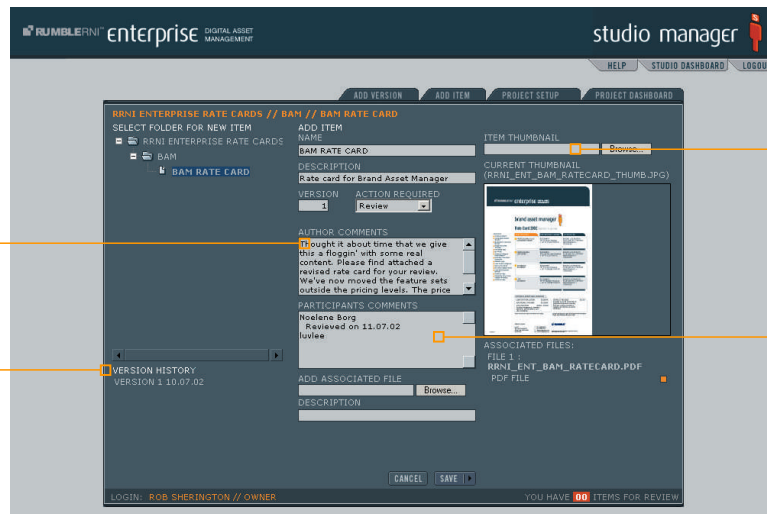 RUMBLERNI™ enterprise DIGITAL ASSET MANAGEMENT
studio manager
HELP STUDIO DASHBOARD LOGOU
ADD VERSION ADD ITEM PROJECT SETUP PROJECT DASHBOARD
RRNI ENTERPRISE RATE CARDS // BAM // BAM RATE CARD
SELECT FOLDER FOR NEW ITEM
RRNI ENTERPRISE RATE CARDS
BAM
BAM RATE CARD
VERSION HISTORY
VERSION 1 10.07.02
ADD ITEM
NAME
BAM RATE CARD
DESCRIPTION
Rate card for Brand Asset Manager
VERSION ACTION REQUIRED
1 Review
AUTHOR COMMENTS
Thought it about time that we give
this a floggin' with some real
content. Please find attached a
revised rate card for your review.
We've now moved the feature sets
outside the pricing levels. The price
PARTICIPANTS COMMENTS
Noelene Borg
Reviewed on 11.07.02
luvlee
ADD ASSOCIATED FILE
Browse...
DESCRIPTION
CANCEL SAVE
ITEM THUMBNAIL
Browse...
CURRENT THUMBNAIL
(RRNI_ENT_BAM_RATECARD_THUMB.JPG)
brand asset manager
ASSOCIATED FILES:
FILE 1 :
RRNI_ENT_BAM_RATECARD.PDF
PDF FILE
LOGIN: ROB SHERINGTON // OWNER
YOU HAVE 00 ITEMS FOR REVIEW